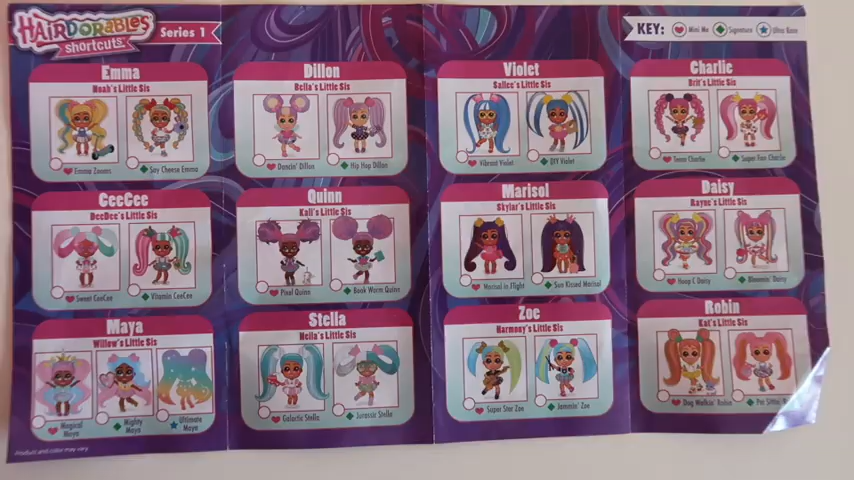 HAIRDORABLES
Shortcuts
Series 1
KEY: Mini Me Signature Ultra Rare
Emma
Noah's Little Sis
Emma Zooms
Say Cheese Emma
Dillon
Bella's Little Sis
Dancin' Dillon
Hip Hop Dillon
Violet
Sallee's Little Sis
Vibrant Violet
DIY Violet
Charlie
Brit's Little Sis
Charlie
Super Fan Charlie
CeeCee
DeeDee's Little Sis
Sweet CeeCee
Vitamin CeeCee
Quinn
Kali's Little Sis
Pixel Quinn
Book Worm Quinn
Marisol
Skylar's Little Sis
Marisol in Flight
Sun Kissed Marisol
Daisy
Rayne's Little Sis
Hoop C Daisy
Bloomin' Daisy
Maya
Willow's Little Sis
Magical
Maya
Mighty
Maya
Ultimate
Maya
Stella
Neila's Little Sis
Galactic Stella
Jurassic Stella
Zoe
Harmony's Little Sis
Super Star Zoe
Jammin' Zoe
Robin
Kat's Little Sis
Dog Walkin' Robin
Pet Sittin'
Product and color may vary